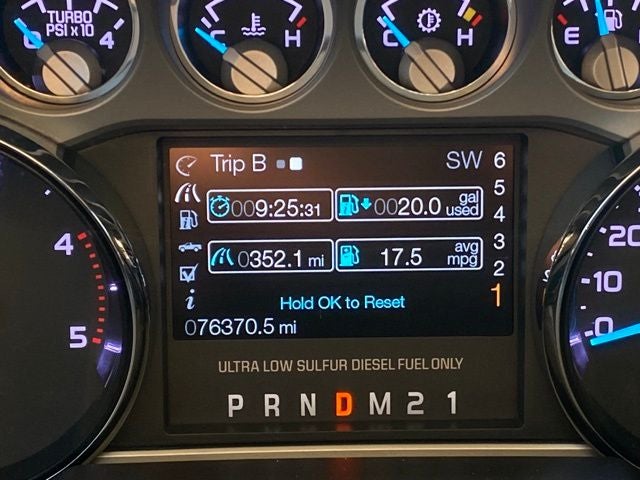 TURBO
PSI x 10
0 4
C H
C H
E
Trip B SW
009:25:31
0020.0 gal used
0352.1 mi
17.5 avg mpg
Hold OK to Reset
076370.5 mi
i
6
5
4
3
2
1
4
5
20
10
0
ULTRA LOW SULFUR DIESEL FUEL ONLY
P R N D M 2 1